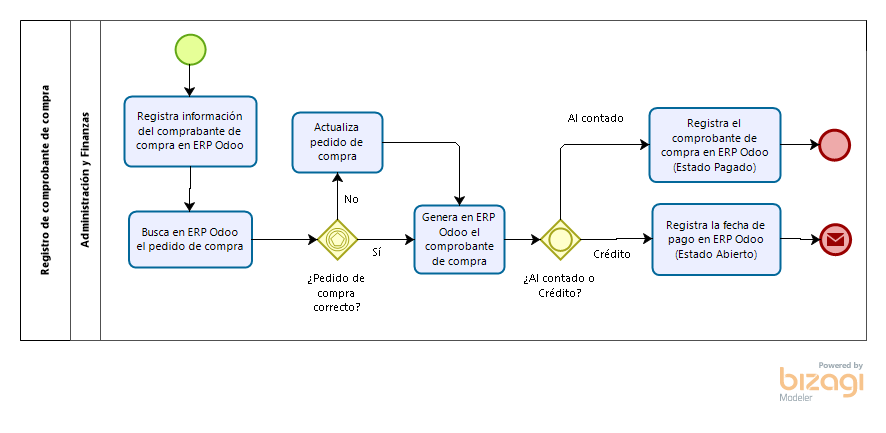 Registro de comprobante de compra
Administración y Finanzas
Registra información
del comprabante de
compra en ERP Odoo
Busca en ERP Odoo
el pedido de compra
Actualiza
pedido de
compra
No
Sí
¿Pedido de
compra
correcto?
Genera en ERP
Odoo el
comprobante
de compra
¿Al contado o
Crédito?
Al contado
Crédito
Registra el
comprobante de
compra en ERP Odoo
(Estado Pagado)
Registra la fecha de
pago en ERP Odoo
(Estado Abierto)
Powered by
bizagi
Modeler